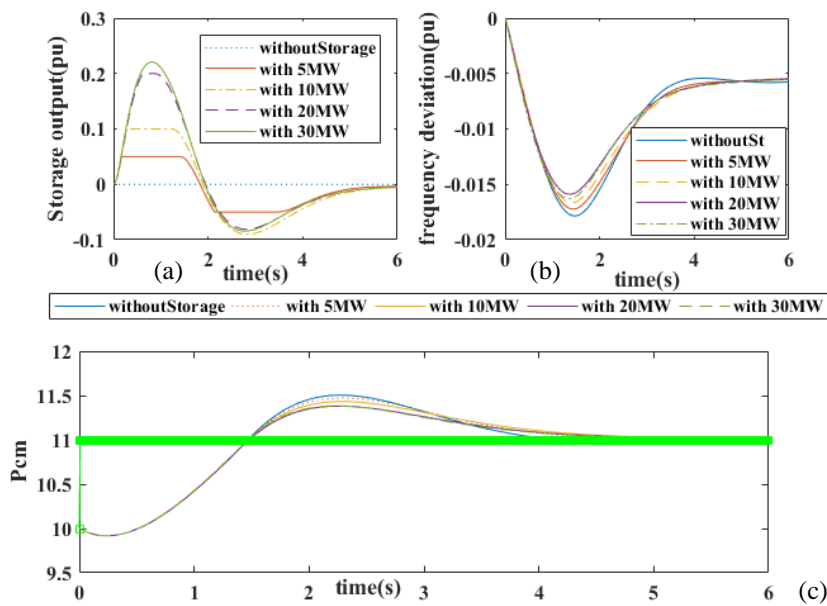 Storage output(pu)
0.3
0.2
0.1
0
-0.1
withoutStorage
with 5MW
with 10MW
with 20MW
with 30MW
0 2 4 6
(a) time(s)
frequency deviation(pu)
0
-0.005
-0.01
-0.015
-0.02
withoutSt
with 5MW
with 10MW
with 20MW
with 30MW
0 2 4 6
(b) time(s)
withoutStorage with 5MW with 10MW with 20MW with 30MW
Pcm
12
11.5
11
10.5
10
9.5
0 1 2 3 4 5 6
time(s) (c)